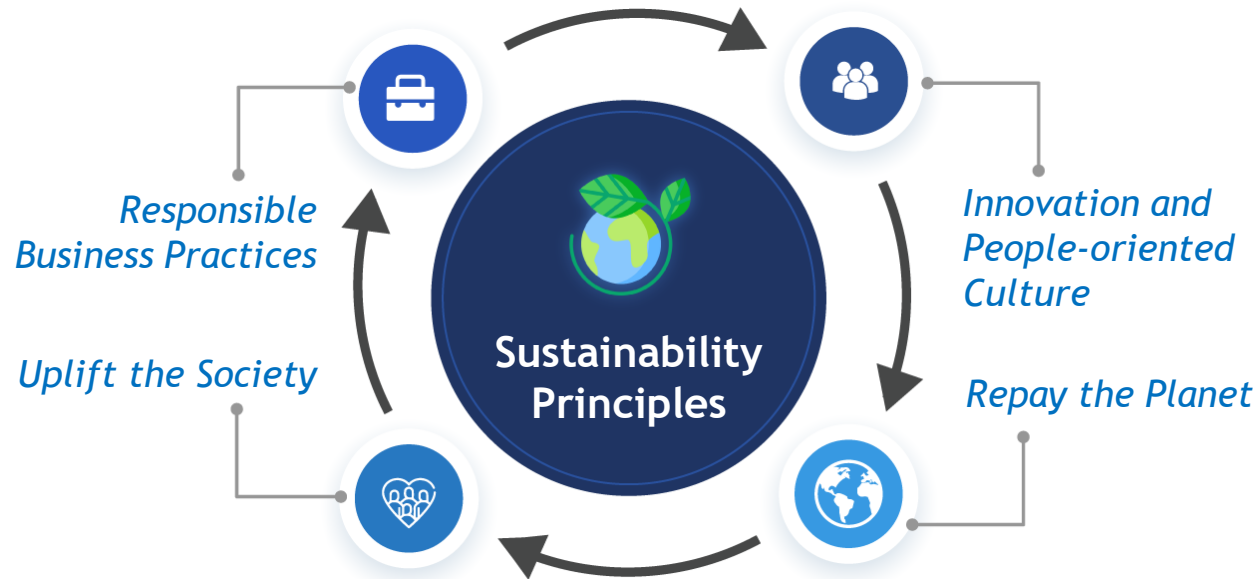 Responsible
Business Practices
Innovation and
People-oriented
Culture
Sustainability
Principles
Uplift the Society
Repay the Planet